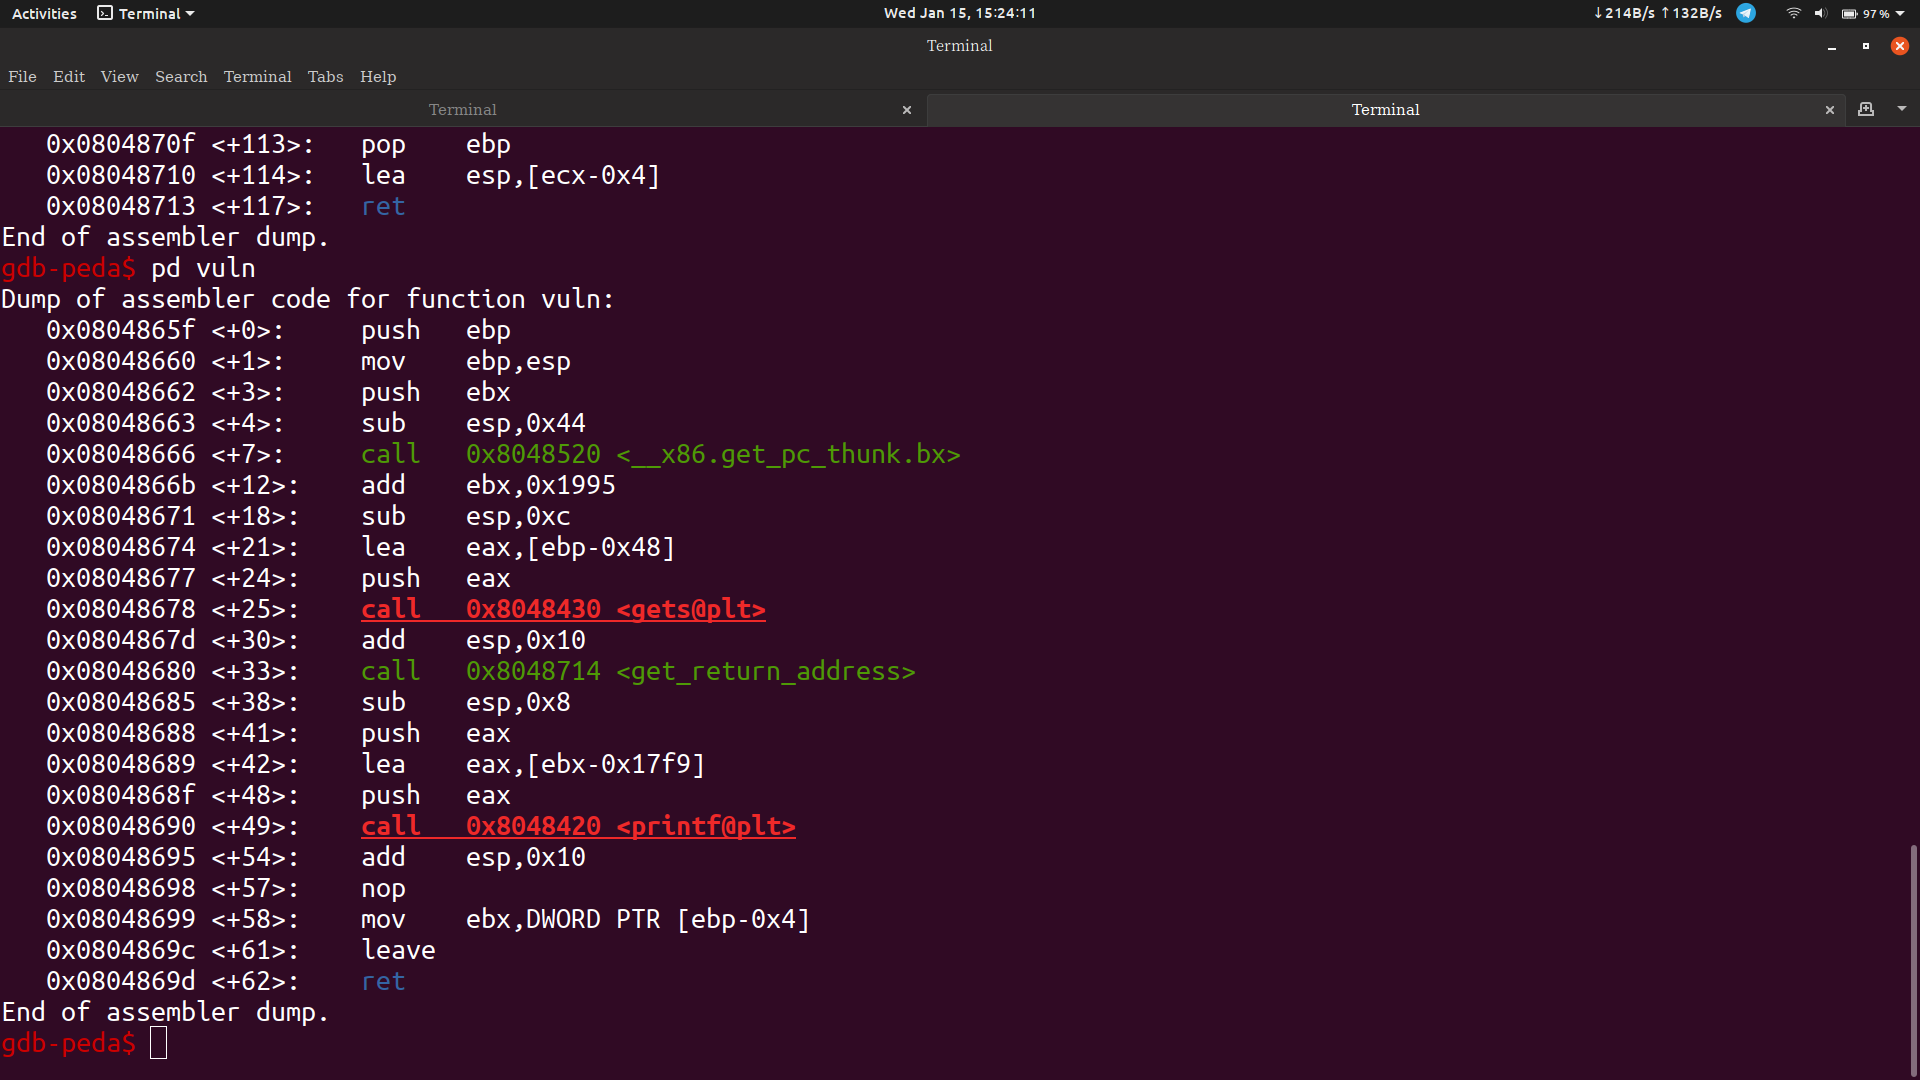 Activities Terminal Wed Jan 15, 15:24:11 ↓214B/s ↑132B/s 97 %
Terminal
File Edit View Search Terminal Tabs Help
Terminal × Terminal ×
0x0804870f <+113>: pop ebp
0x08048710 <+114>: lea esp,[ecx-0x4]
0x08048713 <+117>: ret
End of assembler dump.
gdb-peda$ pd vuln
Dump of assembler code for function vuln:
0x0804865f <+0>: push ebp
0x08048660 <+1>: mov ebp,esp
0x08048662 <+3>: push ebx
0x08048663 <+4>: sub esp,0x44
0x08048666 <+7>: call 0x8048520 <__x86.get_pc_thunk.bx>
0x0804866b <+12>: add ebx,0x1995
0x08048671 <+18>: sub esp,0xc
0x08048674 <+21>: lea eax,[ebp-0x48]
0x08048677 <+24>: push eax
0x08048678 <+25>: call 0x8048430 <gets@plt>
0x0804867d <+30>: add esp,0x10
0x08048680 <+33>: call 0x8048714 <get_return_address>
0x08048685 <+38>: sub esp,0x8
0x08048688 <+41>: push eax
0x08048689 <+42>: lea eax,[ebx-0x17f9]
0x0804868f <+48>: push eax
0x08048690 <+49>: call 0x8048420 <printf@plt>
0x08048695 <+54>: add esp,0x10
0x08048698 <+57>: nop
0x08048699 <+58>: mov ebx,DWORD PTR [ebp-0x4]
0x0804869c <+61>: leave
0x0804869d <+62>: ret
End of assembler dump.
gdb-peda$